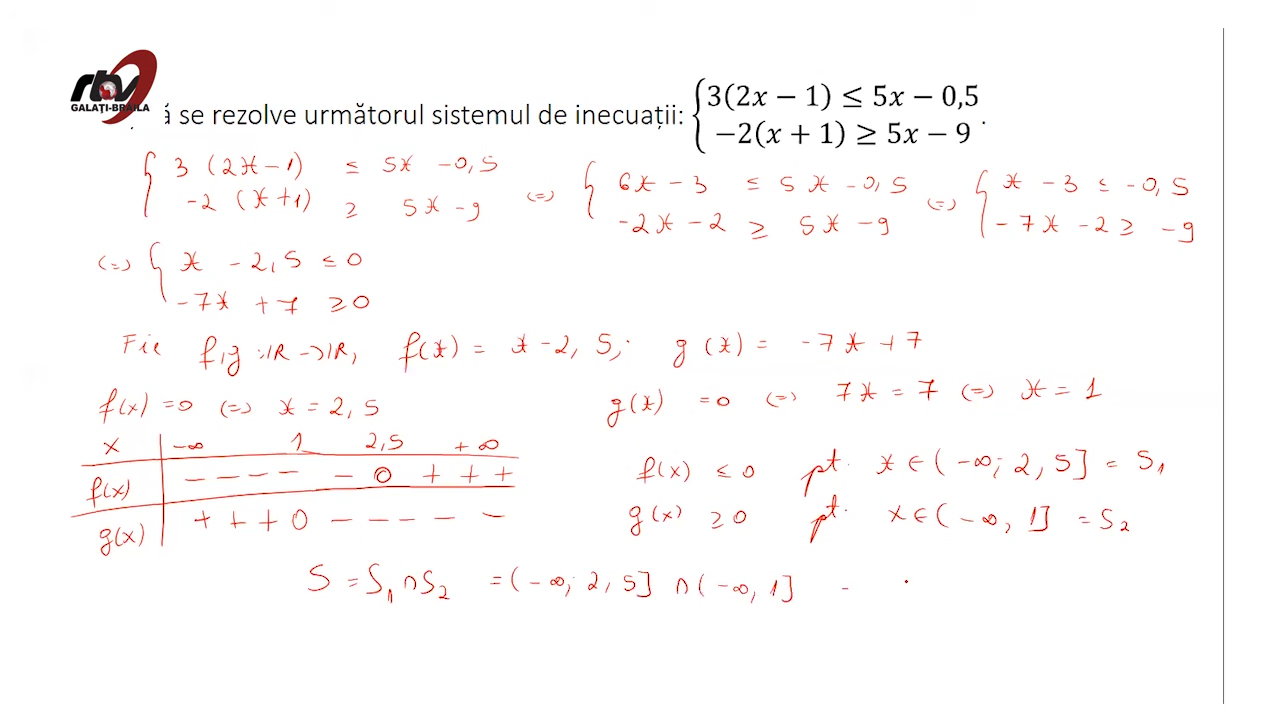 rtv
GALAȚI-BRAILA
ă se rezolve următorul sistemul de inecuații: {3(2x − 1) ≤ 5x − 0,5
−2(x + 1) ≥ 5x − 9 .
{ 3 (2x − 1) ≤ 5x − 0,5 <=> { 6x − 3 ≤ 5x − 0,5 <=> { x − 3 ≤ −0,5
−2 (x+1) ≥ 5x − 9 −2x − 2 ≥ 5x − 9 −7x − 2 ≥ −9
<=> { x − 2,5 ≤ 0
−7x + 7 ≥ 0
Fie f,g : IR → IR, f(x) = x − 2,5; g(x) = −7x + 7
f(x) = 0 <=> x = 2,5 g(x) = 0 <=> 7x = 7 <=> x = 1
x | −∞ 1 2,5 +∞
f(x) | − − − − 0 + + + f(x) ≤ 0 pt. x ∈ (−∞; 2,5] = S₁
g(x) | + + + 0 − − − − − g(x) ≥ 0 pt. x ∈ (−∞, 1] = S₂
S = S₁ ∩ S₂ = (−∞; 2,5] ∩ (−∞, 1] -